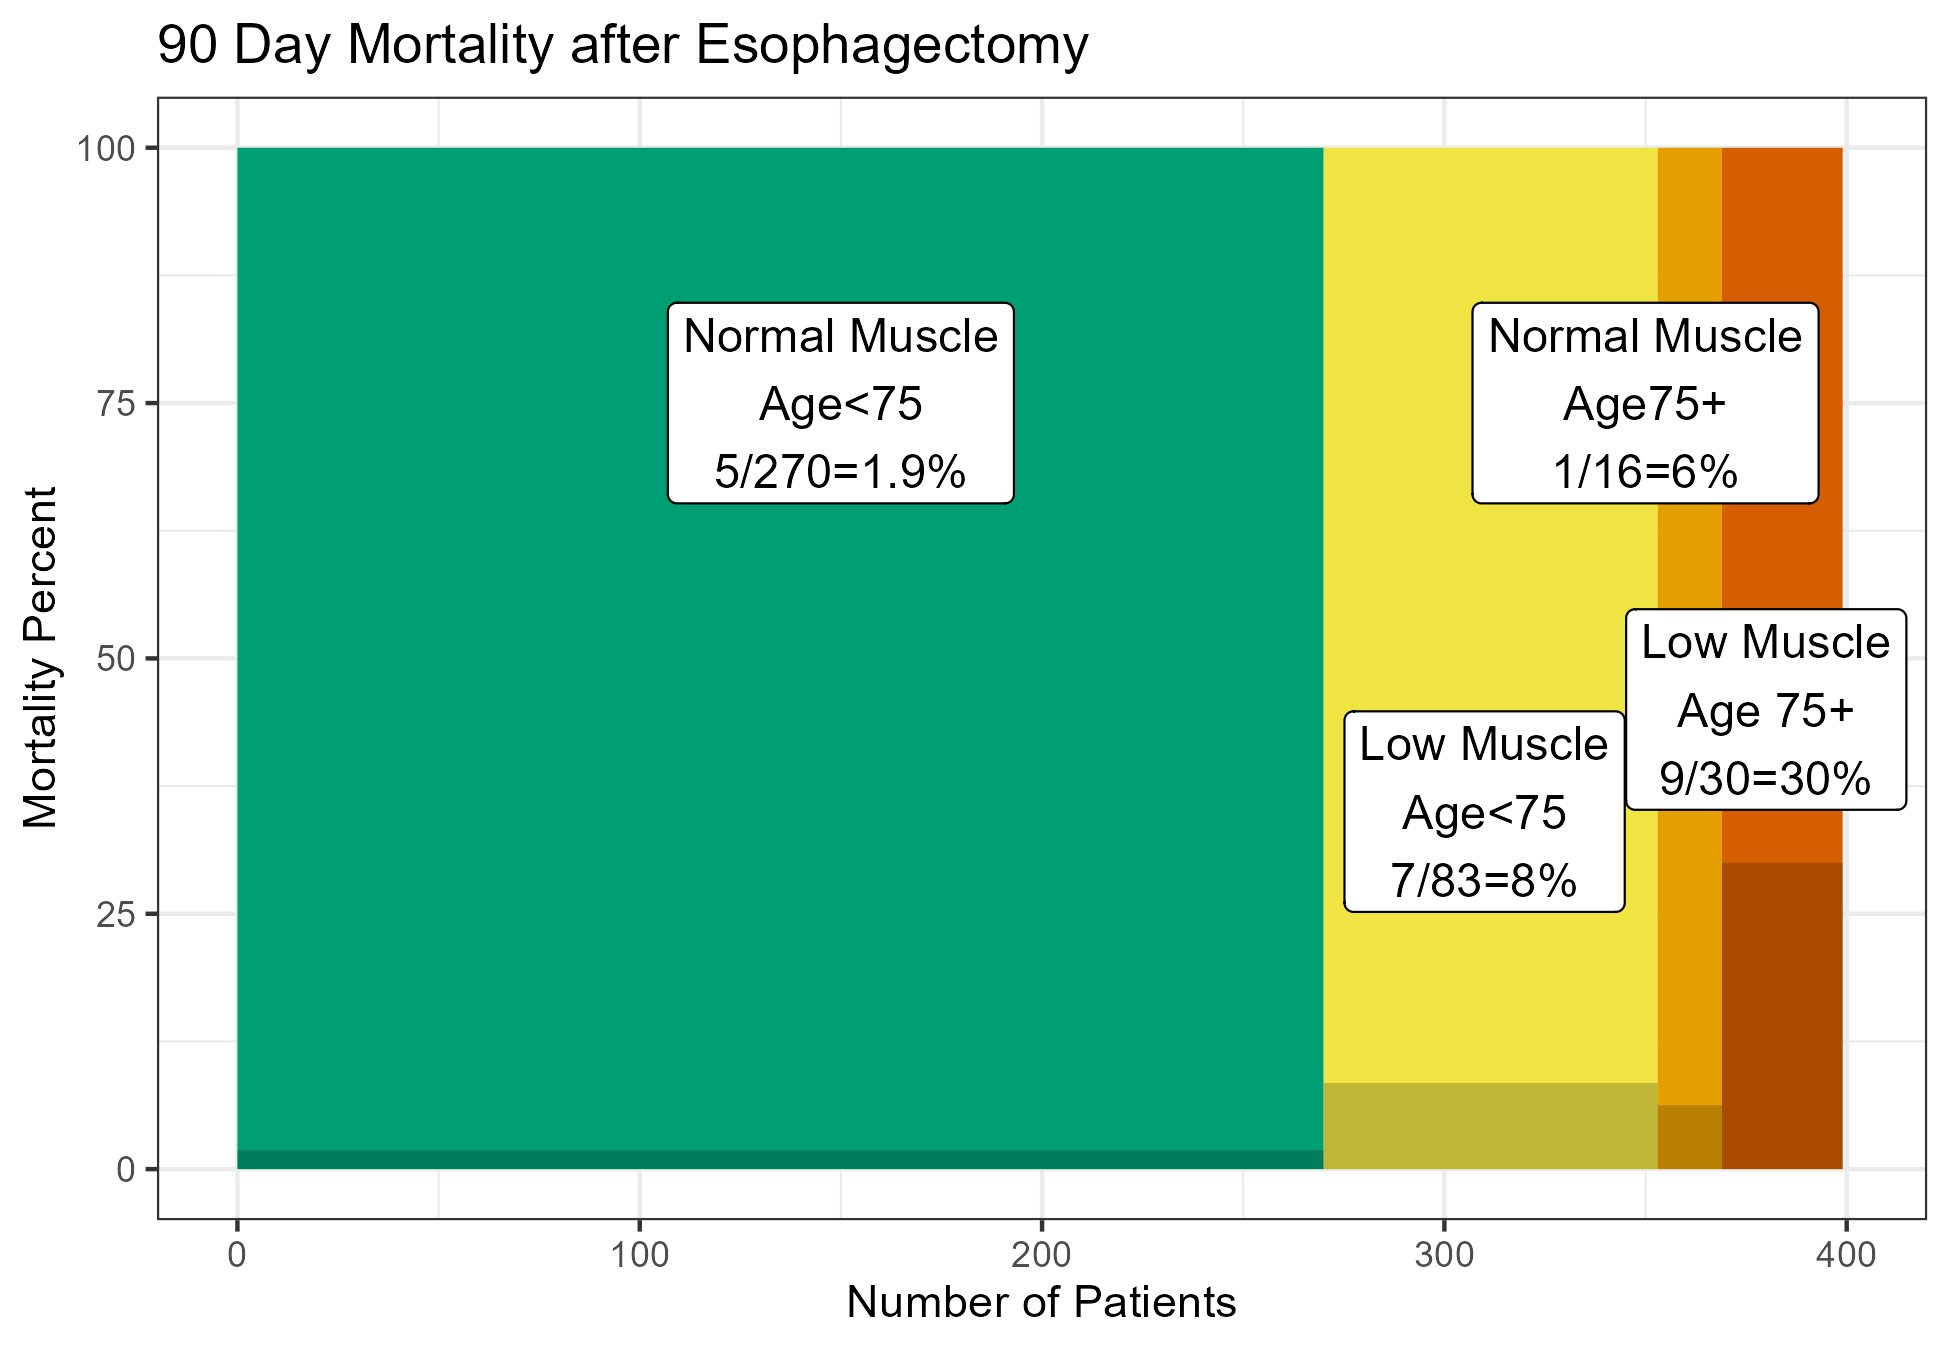 90 Day Mortality after Esophagectomy
Mortality Percent
100
75
50
25
0
Normal Muscle
Age<75
5/270=1.9%
Normal Muscle
Age75+
1/16=6%
Low Muscle
Age<75
7/83=8%
Low Muscle
Age 75+
9/30=30%
0
100
200
300
400
Number of Patients